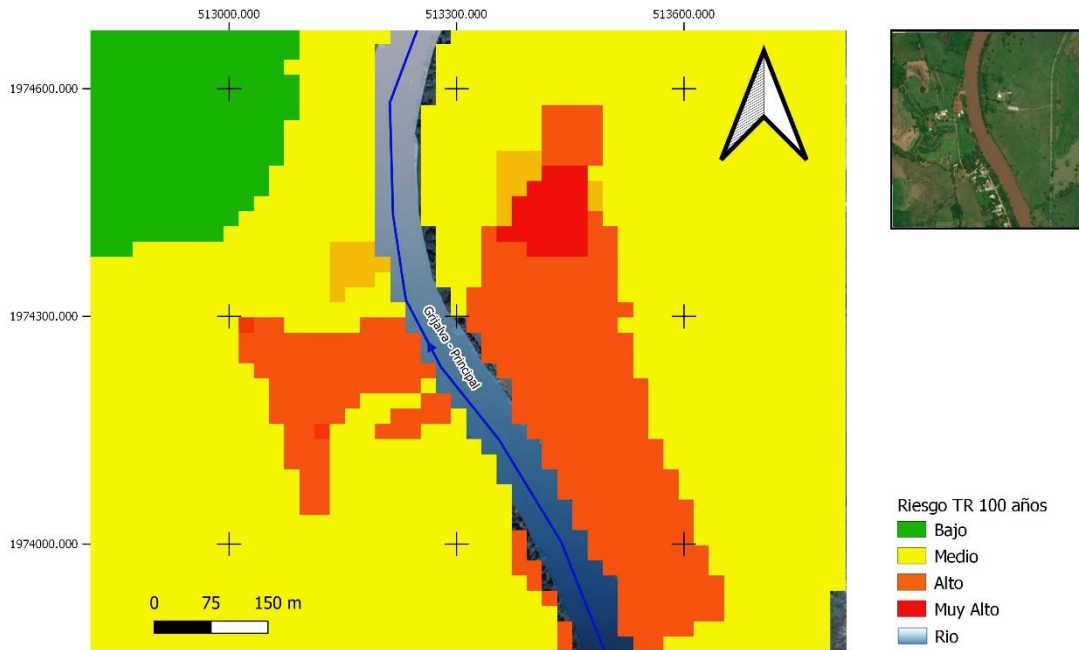 513000.000
513300.000
513600.000
1974600.000
1974300.000
1974000.000
Grijalva - Principal
0 75 150 m
Riesgo TR 100 años
Bajo
Medio
Alto
Muy Alto
Rio